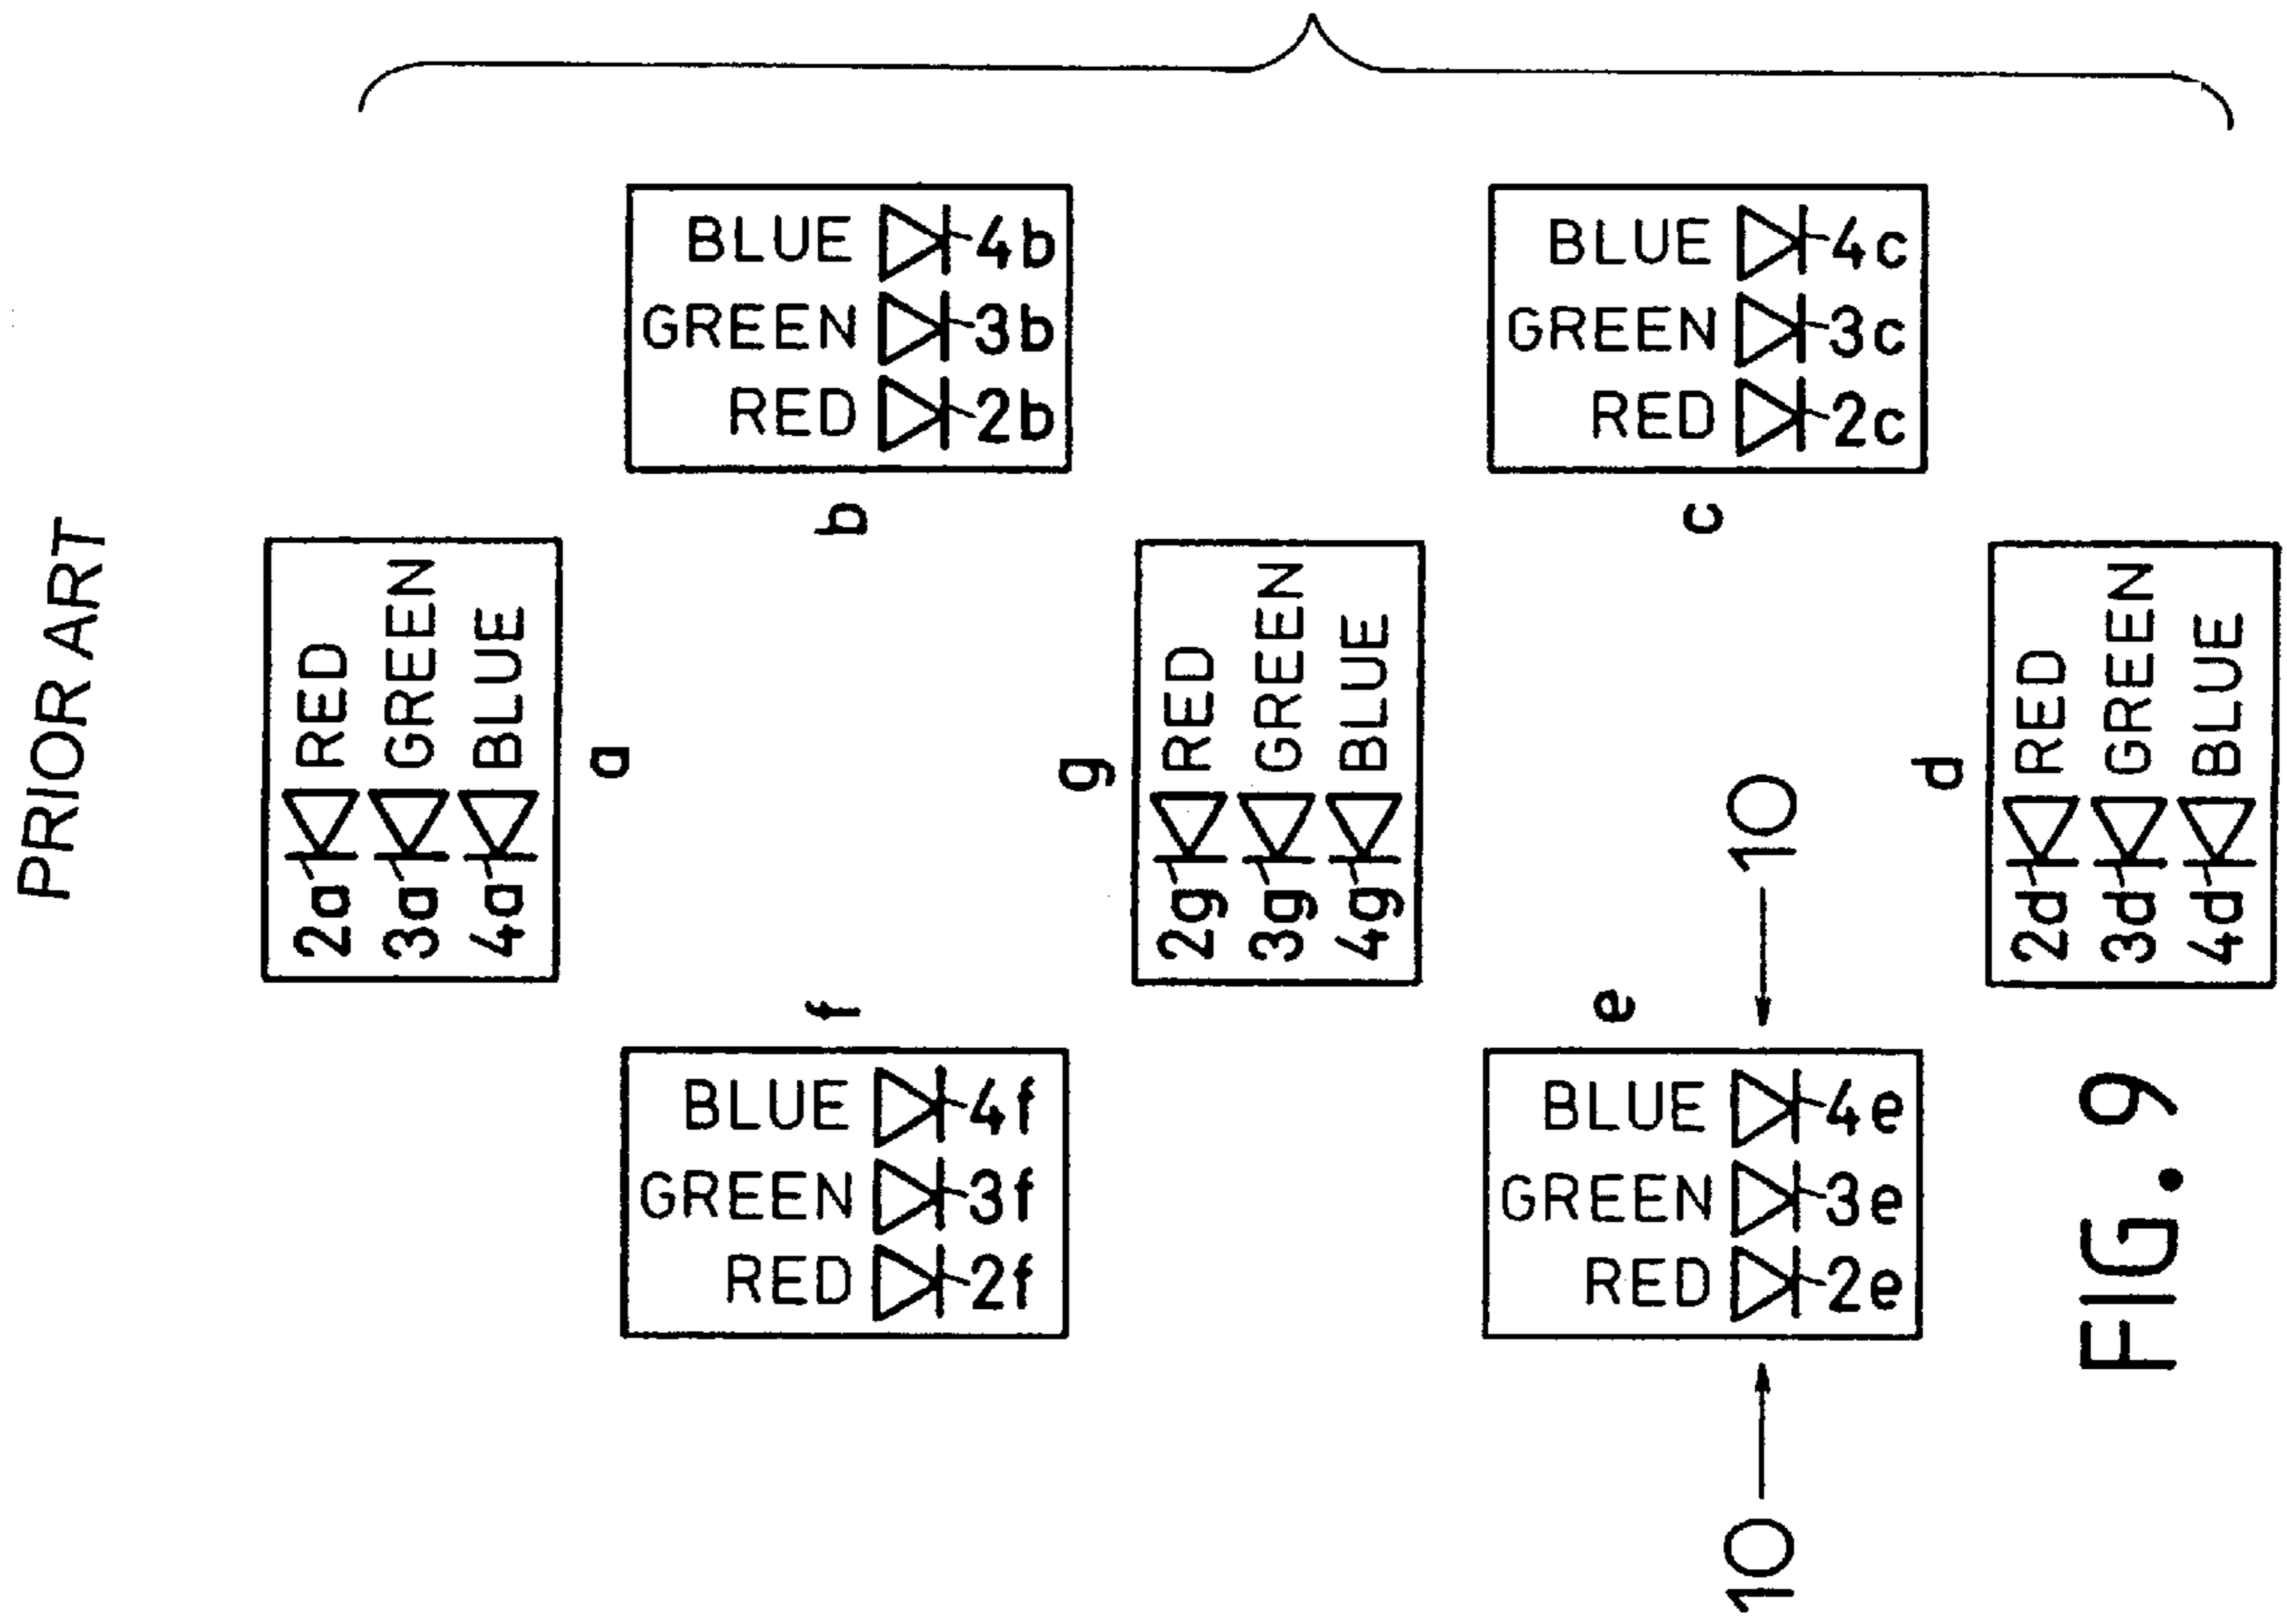 PRIOR ART
2a RED
3a GREEN
4a BLUE
a
f
b
BLUE 4f
GREEN 3f
RED 2f
BLUE 4b
GREEN 3b
RED 2b
g
2g RED
3g GREEN
4g BLUE
e
c
BLUE 4e
GREEN 3e
RED 2e
BLUE 4c
GREEN 3c
RED 2c
10
10
d
2d RED
3d GREEN
4d BLUE
FIG. 9